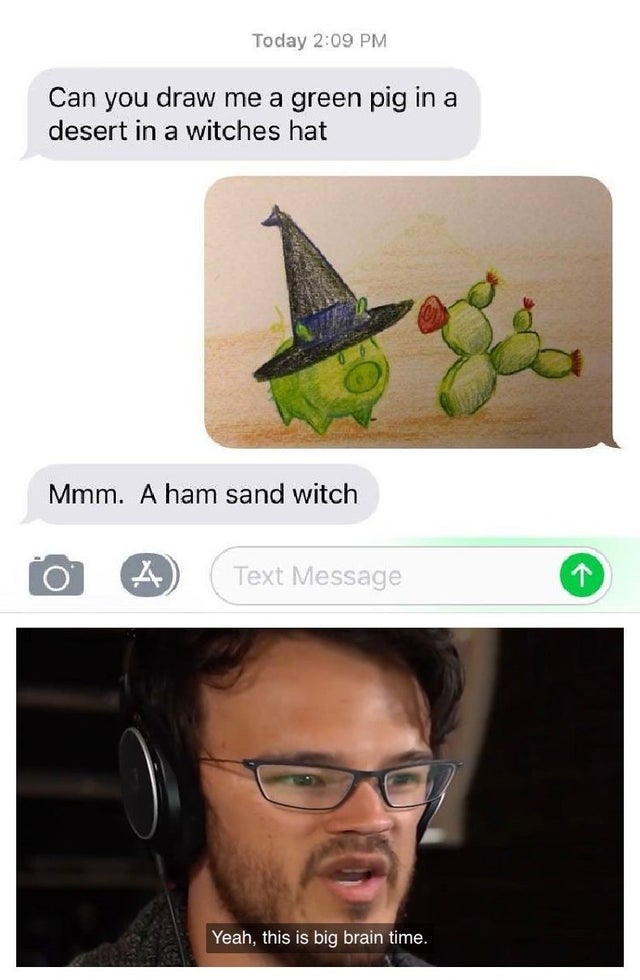 Today 2:09 PM
Can you draw me a green pig in a
desert in a witches hat
Mmm. A ham sand witch
Text Message
Yeah, this is big brain time.